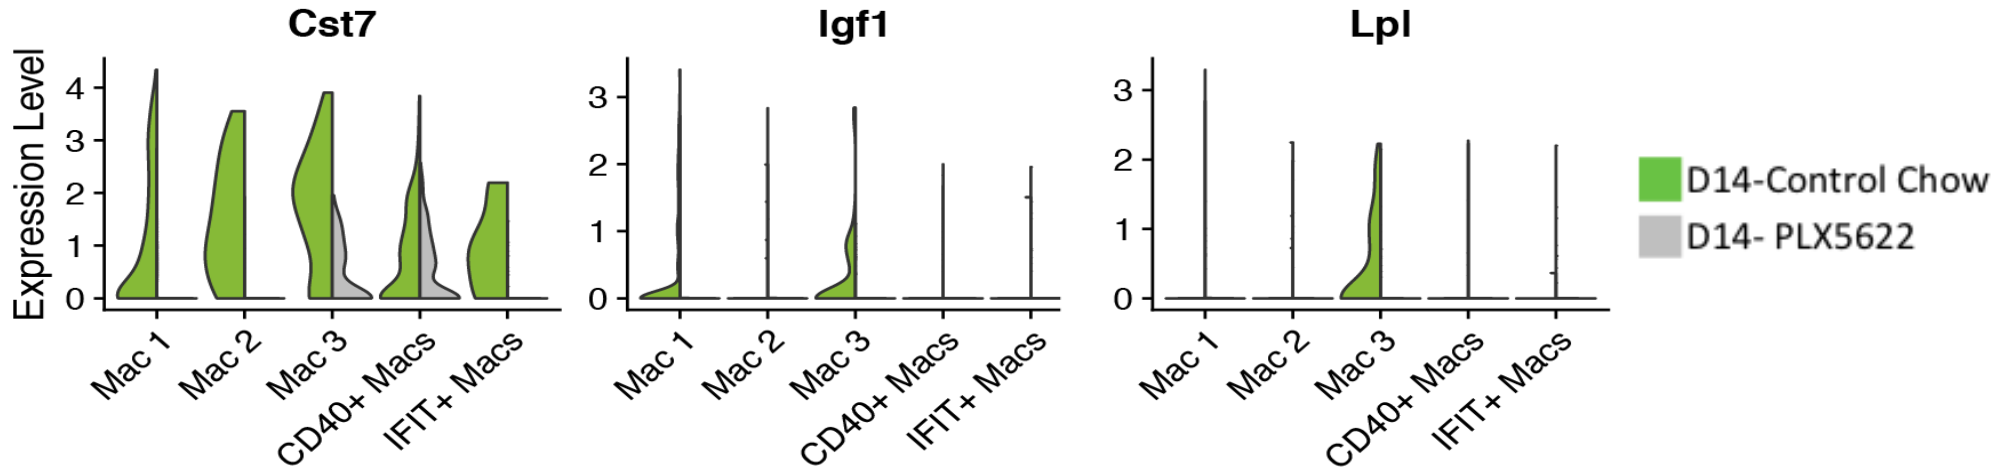 Cst7
Igf1
Lpl
Expression Level
4
3
2
1
0
Mac 1
Mac 2
Mac 3
CD40+ Macs
IFIT+ Macs
3
2
1
0
Mac 1
Mac 2
Mac 3
CD40+ Macs
IFIT+ Macs
3
2
1
0
Mac 1
Mac 2
Mac 3
CD40+ Macs
IFIT+ Macs
D14-Control Chow
D14- PLX5622